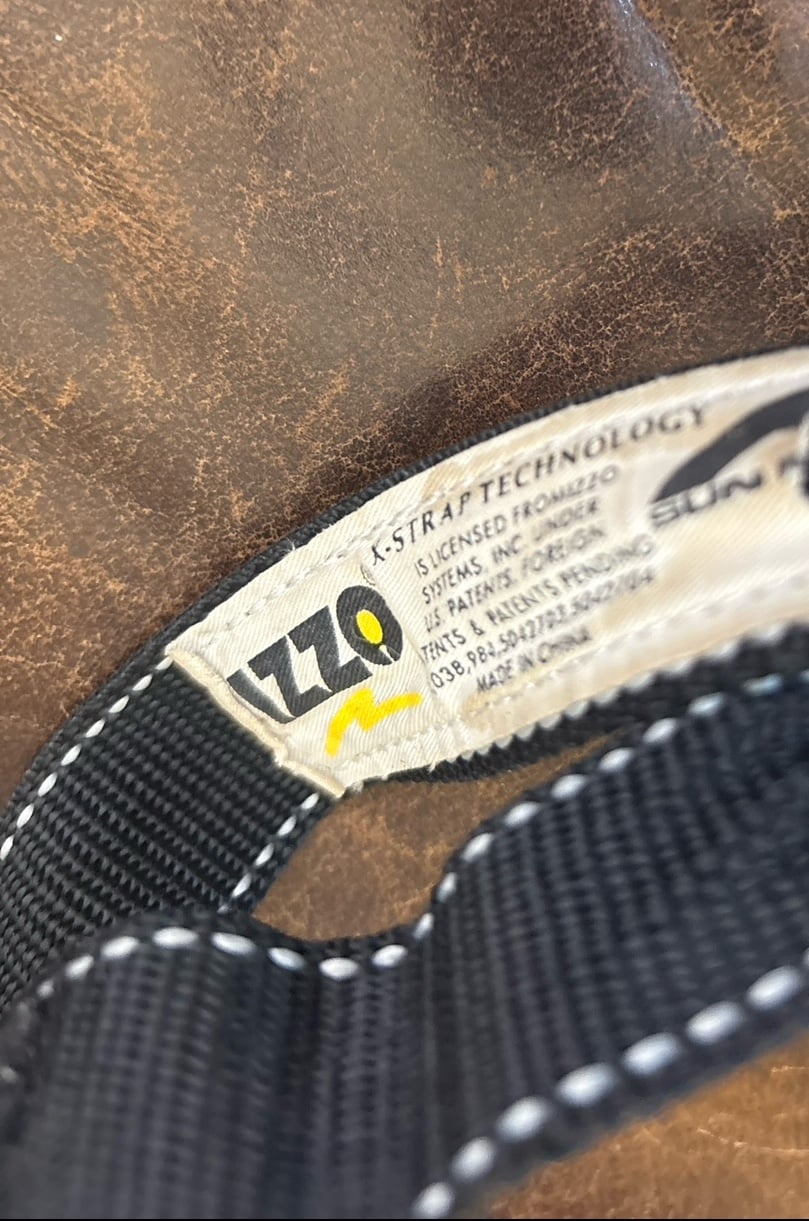 IZZO
X-STRAP TECHNOLOGY
IS LICENSED FROM IZZO
SYSTEMS, INC. UNDER
U.S. PATENTS. FOREIGN
TENTS & PATENTS PENDING
038,984,5042703,5042704
MADE IN CHINA
SUN